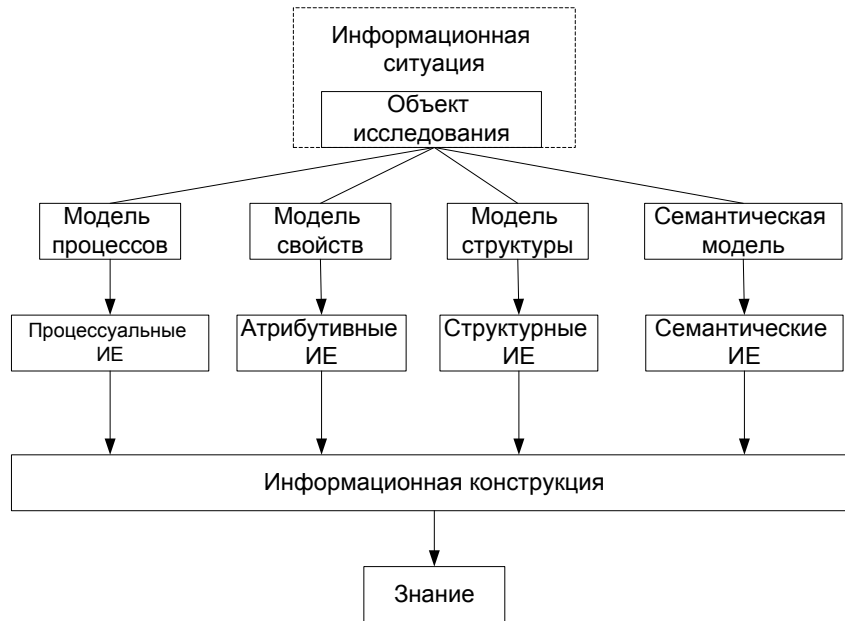 Информационная
ситуация
Объект
исследования
Модель
процессов
Модель
свойств
Модель
структуры
Семантическая
модель
Процессуальные
ИЕ
Атрибутивные
ИЕ
Структурные
ИЕ
Семантические
ИЕ
Информационная конструкция
Знание